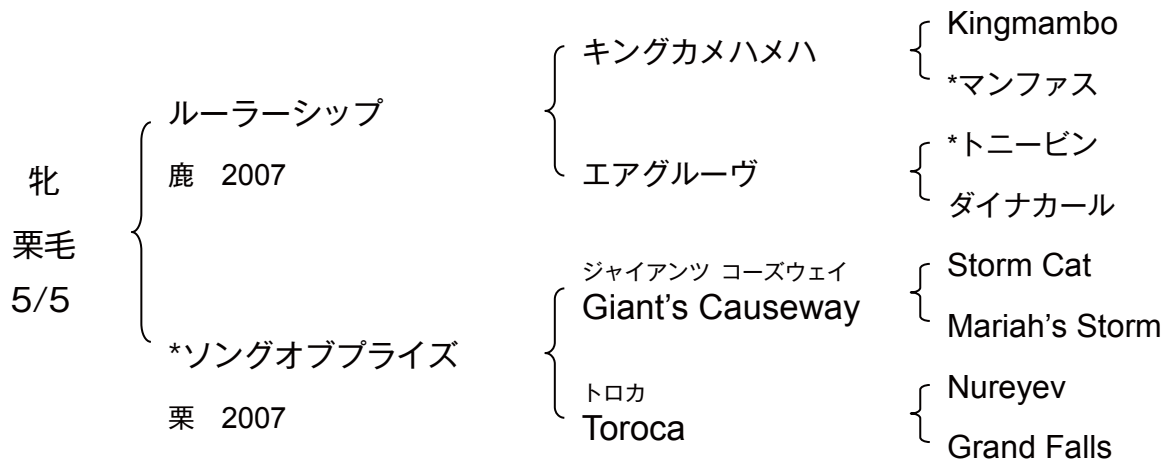 牝
栗毛
5/5
ルーラーシップ
鹿　2007
*ソングオブプライズ
栗　2007
キングカメハメハ
エアグルーヴ
ジャイアンツ コーズウェイ
Giant's Causeway
トロカ
Toroca
Kingmambo
*マンファス
*トニービン
ダイナカール
Storm Cat
Mariah's Storm
Nureyev
Grand Falls